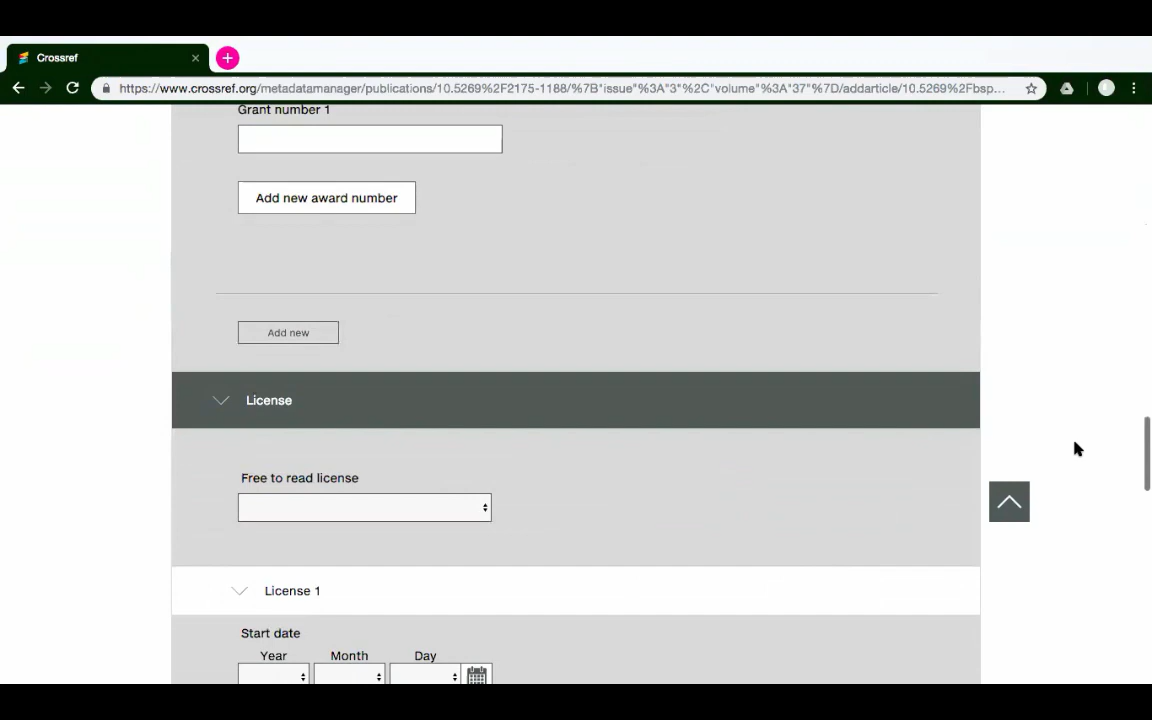 Crossref
https://www.crossref.org/metadatamanager/publications/10.5269%2F2175-1188/%7B"issue"%3A"3"%2C"volume"%3A"37"%7D/addarticle/10.5269%2Fbsp...
Grant number 1
Add new award number
Add new
License
Free to read license
License 1
Start date
Year Month Day